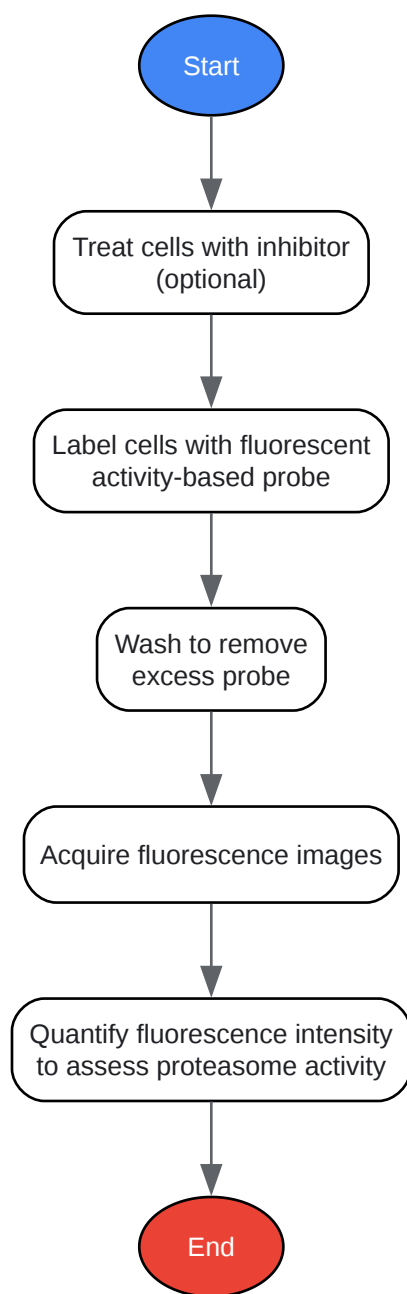 Start
Treat cells with inhibitor
(optional)
Label cells with fluorescent
activity-based probe
Wash to remove
excess probe
Acquire fluorescence images
Quantify fluorescence intensity
to assess proteasome activity
End